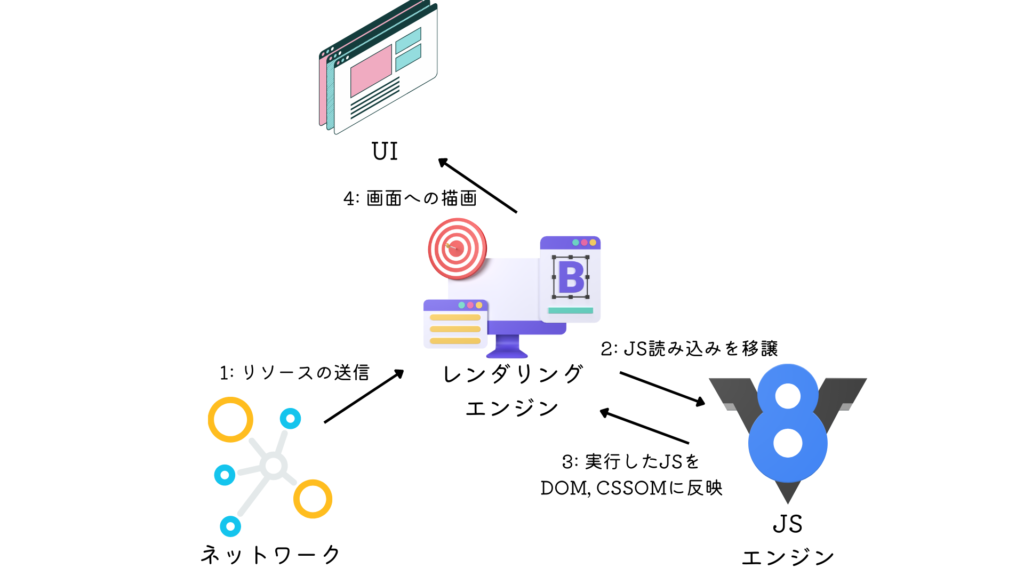 UI
4: 画面への描画
B
2: JS読み込みを移譲
1: リソースの送信
レンダリング
エンジン
8
3: 実行したJSを
DOM, CSSOMに反映
JS
エンジン
ネットワーク